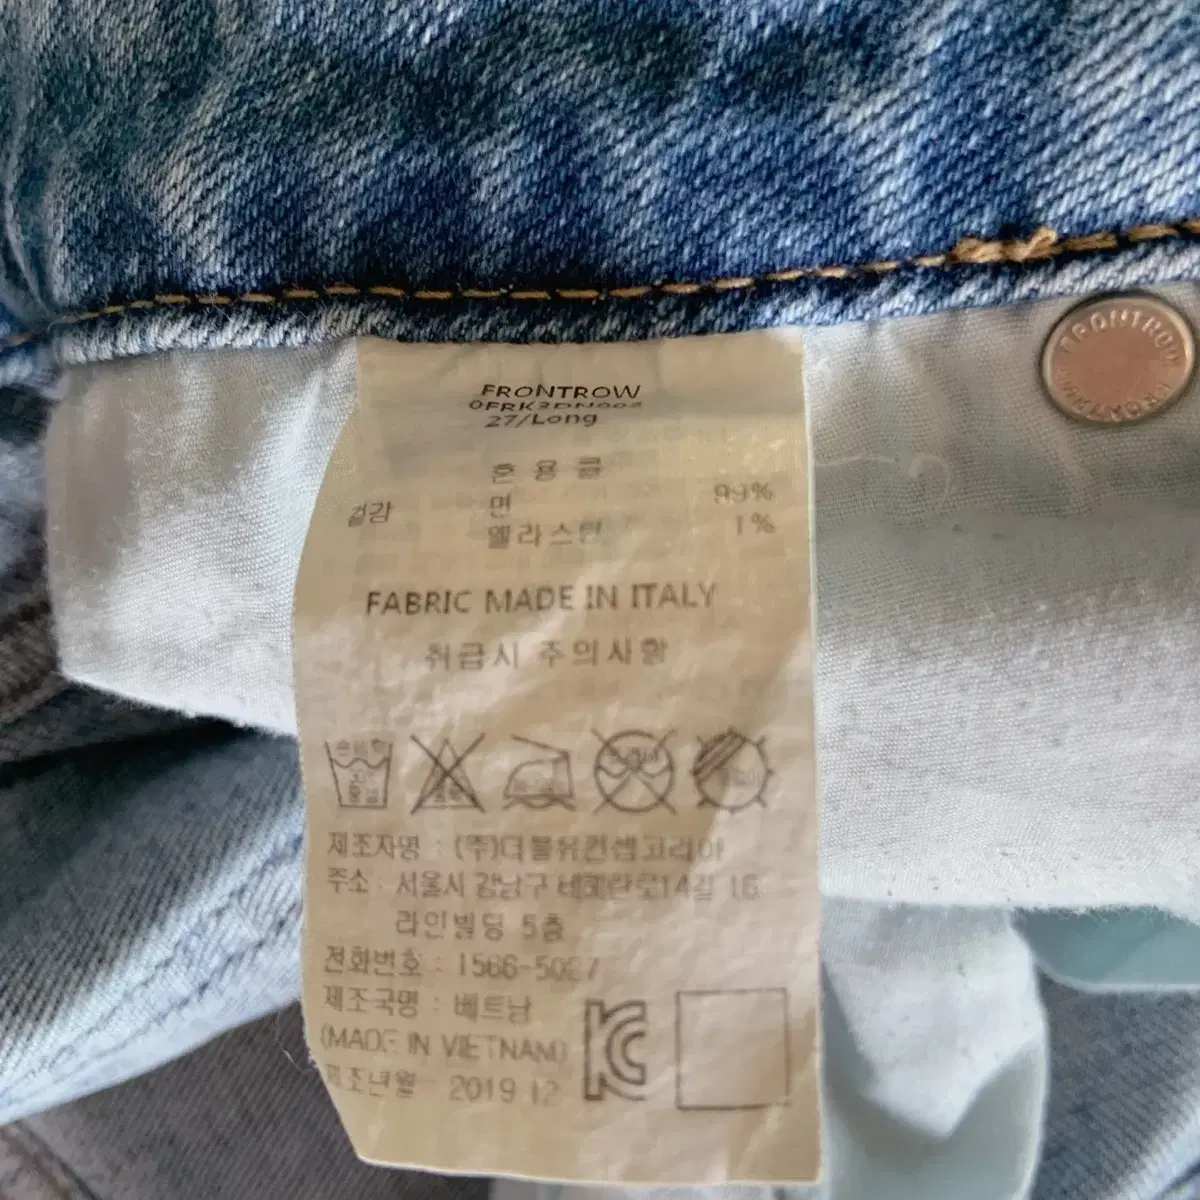 FRONTROW
27/Long
혼 용 률
겉감 면 99%
엘라스틴 1%
FABRIC MADE IN ITALY
취급시 주의사항
제조자명 : (주)더블유컨셉코리아
주소 : 서울시 강남구 테헤란로14길 16
라인빌딩 5층
전화번호 : 1566-5027
제조국명 : 베트남
(MADE IN VIETNAM)
제조년월 2019 12
FRONTROW